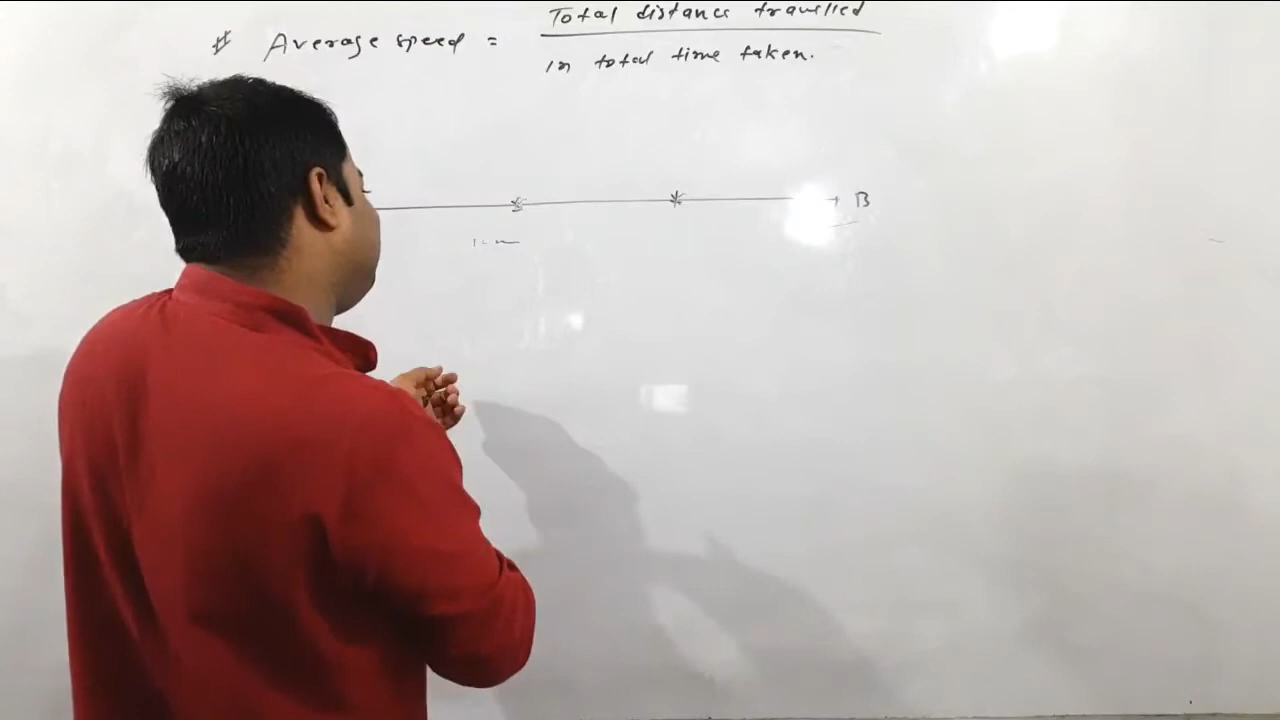 # Average speed = Total distance travelled
in total time taken.
B